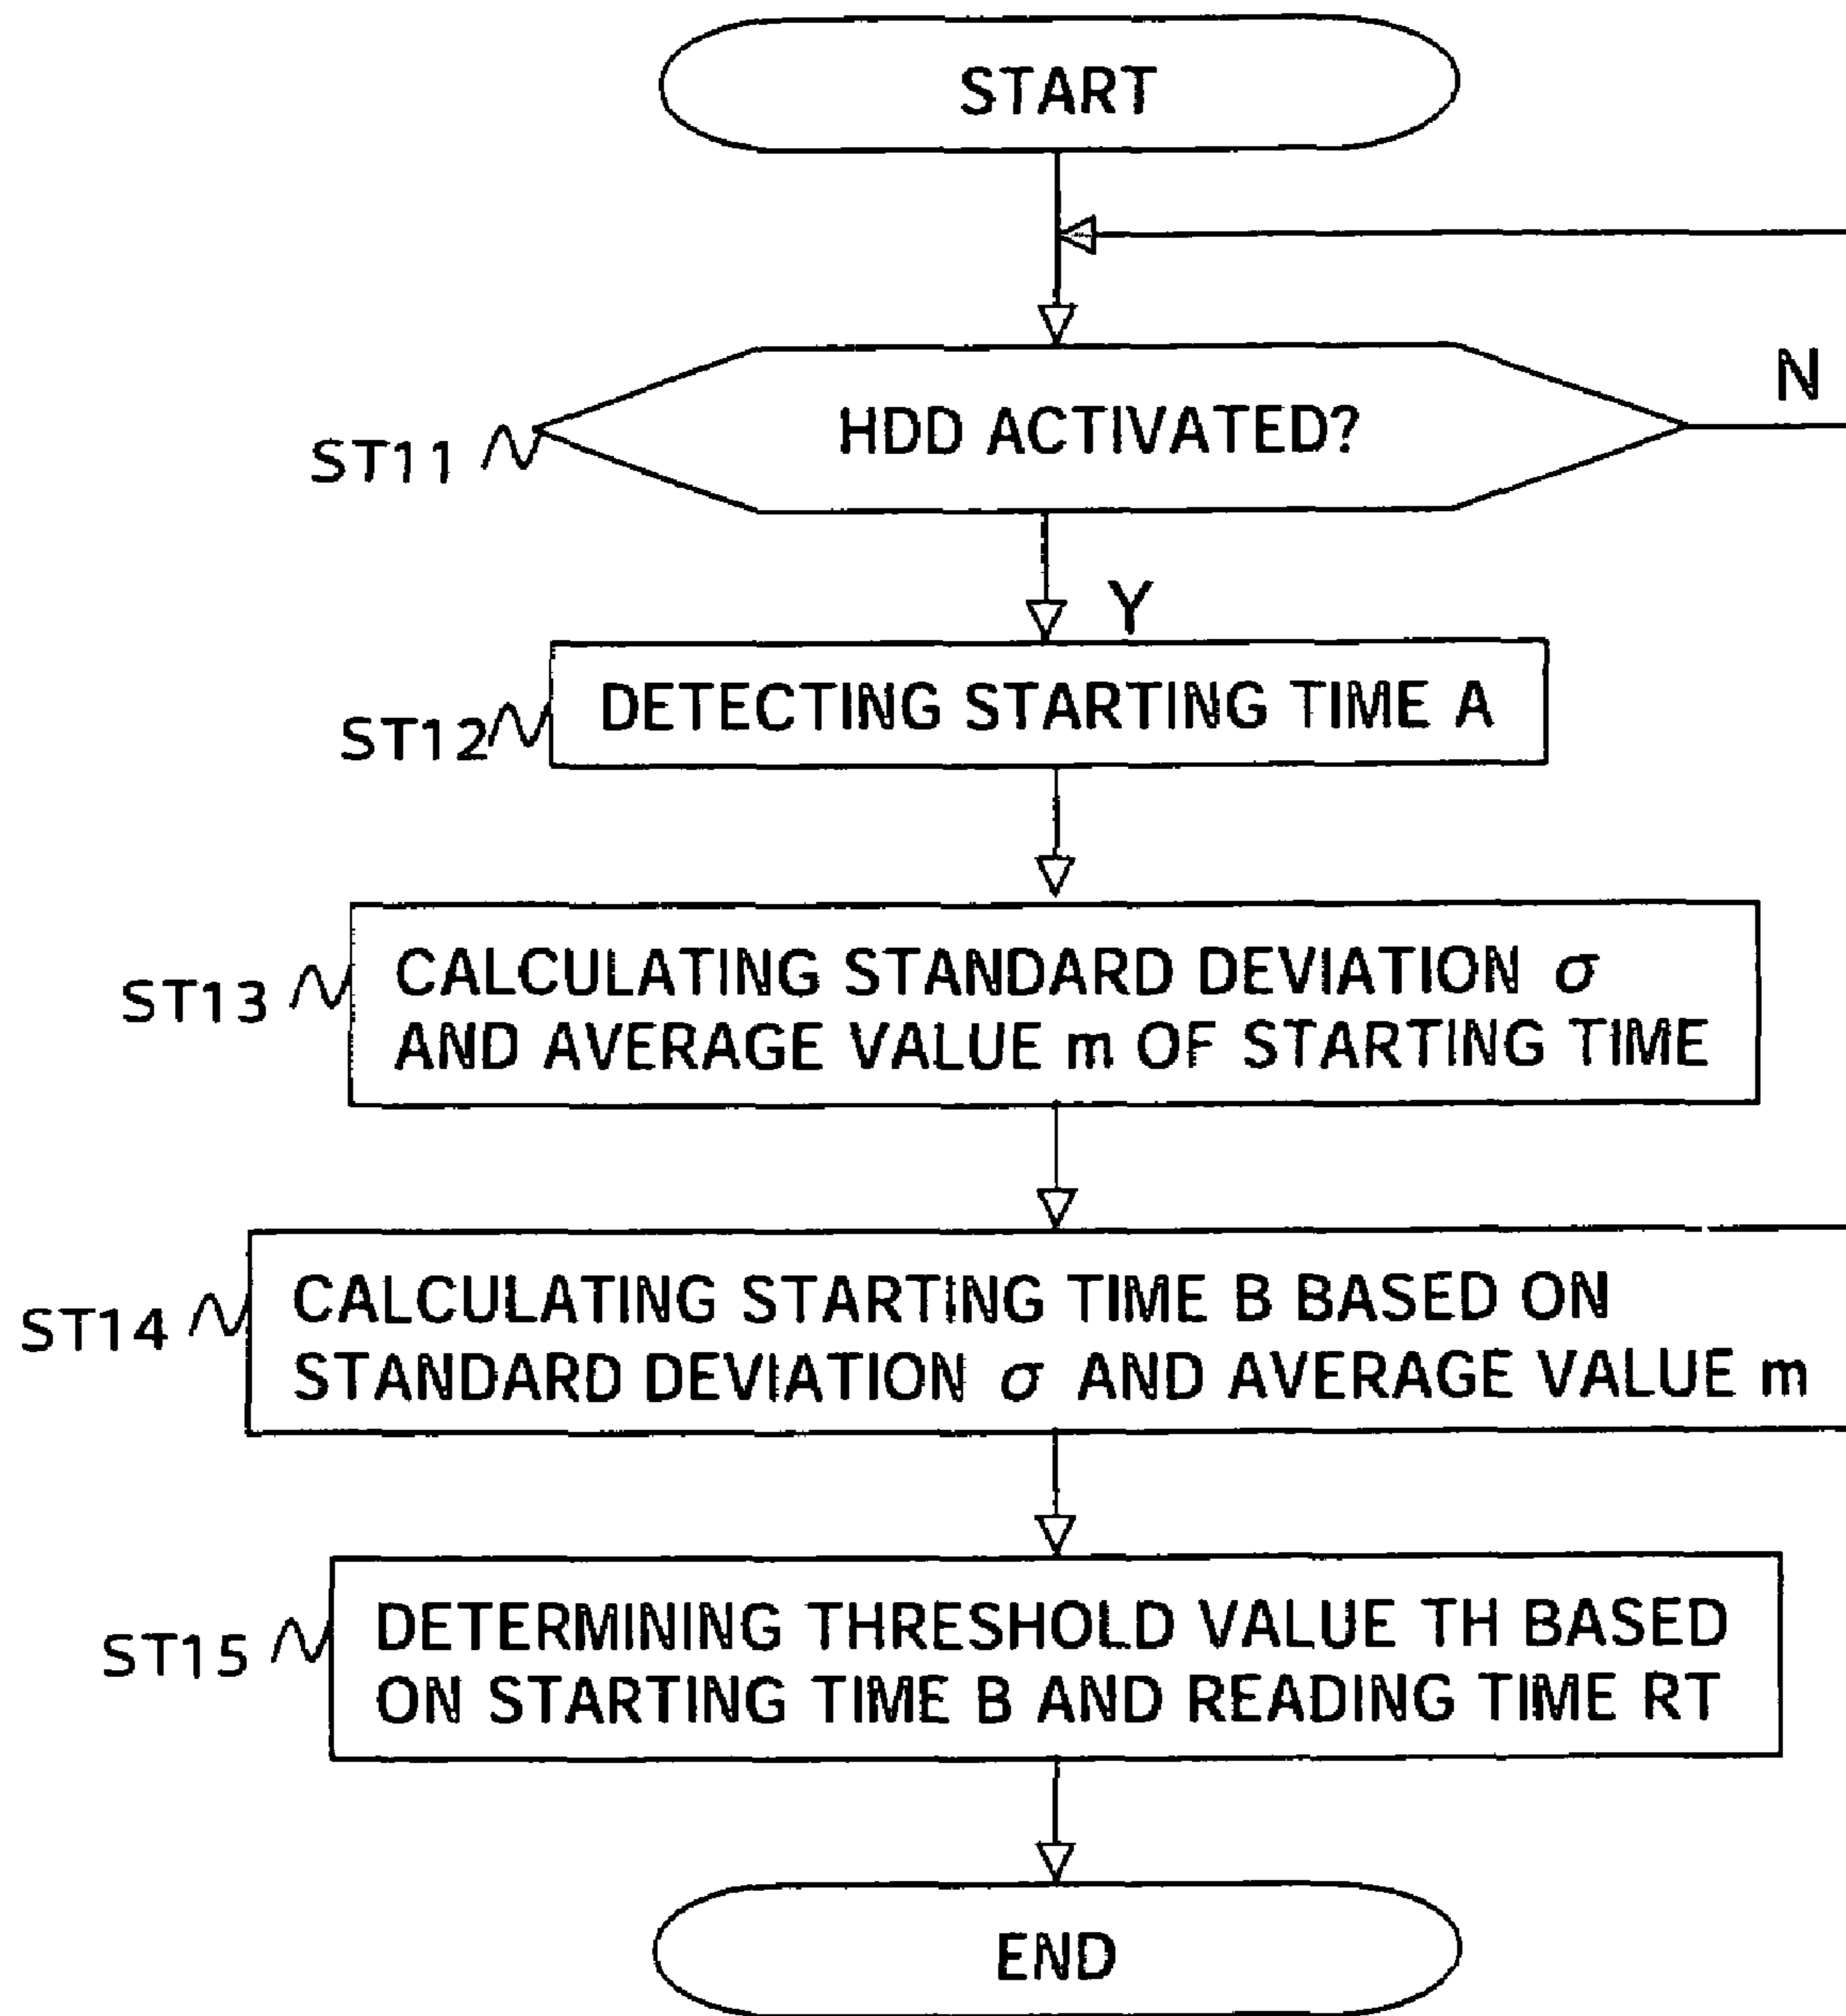 START
N
HDD ACTIVATED?
ST11
Y
DETECTING STARTING TIME A
ST12
CALCULATING STANDARD DEVIATION σ
AND AVERAGE VALUE m OF STARTING TIME
ST13
CALCULATING STARTING TIME B BASED ON
STANDARD DEVIATION σ AND AVERAGE VALUE m
ST14
DETERMINING THRESHOLD VALUE TH BASED
ON STARTING TIME B AND READING TIME RT
ST15
END